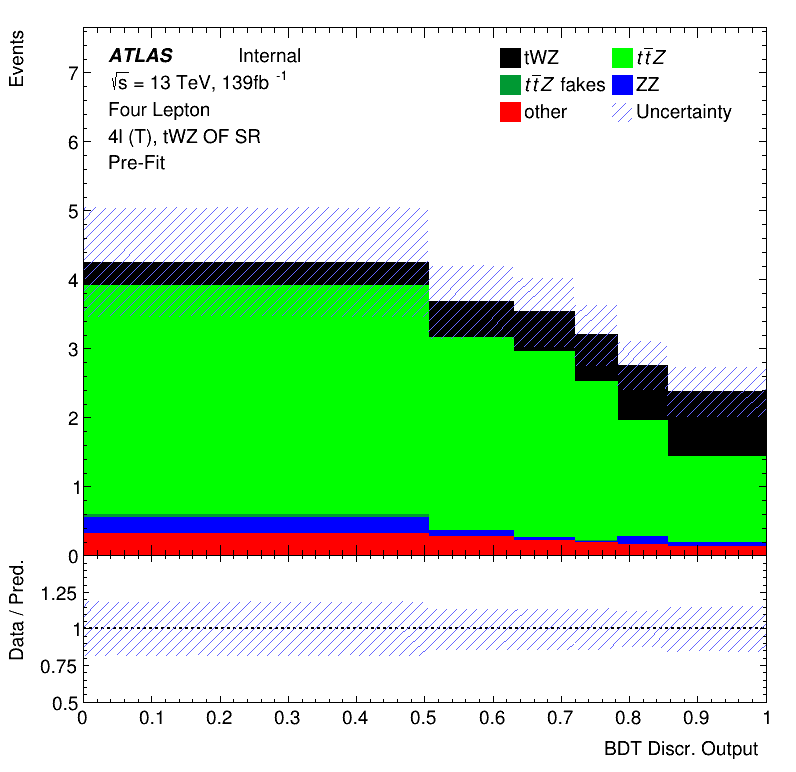 Events
ATLAS Internal
√s = 13 TeV, 139fb⁻¹
Four Lepton
4l (T), tWZ OF SR
Pre-Fit
tWZ tt̄Z
tt̄Z fakes ZZ
other Uncertainty
7
6
5
4
3
2
1
0
Data / Pred.
1.25
1
0.75
0.5
0 0.1 0.2 0.3 0.4 0.5 0.6 0.7 0.8 0.9 1
BDT Discr. Output